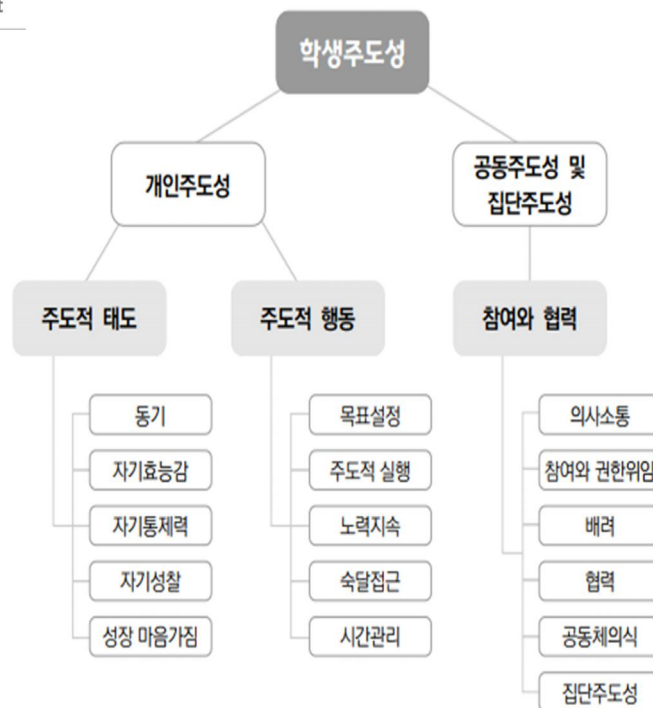 학생주도성
개인주도성
공동주도성 및
집단주도성
주도적 태도
주도적 행동
참여와 협력
동기
자기효능감
자기통제력
자기성찰
성장 마음가짐
목표설정
주도적 실행
노력지속
숙달접근
시간관리
의사소통
참여와 권한위임
배려
협력
공동체의식
집단주도성